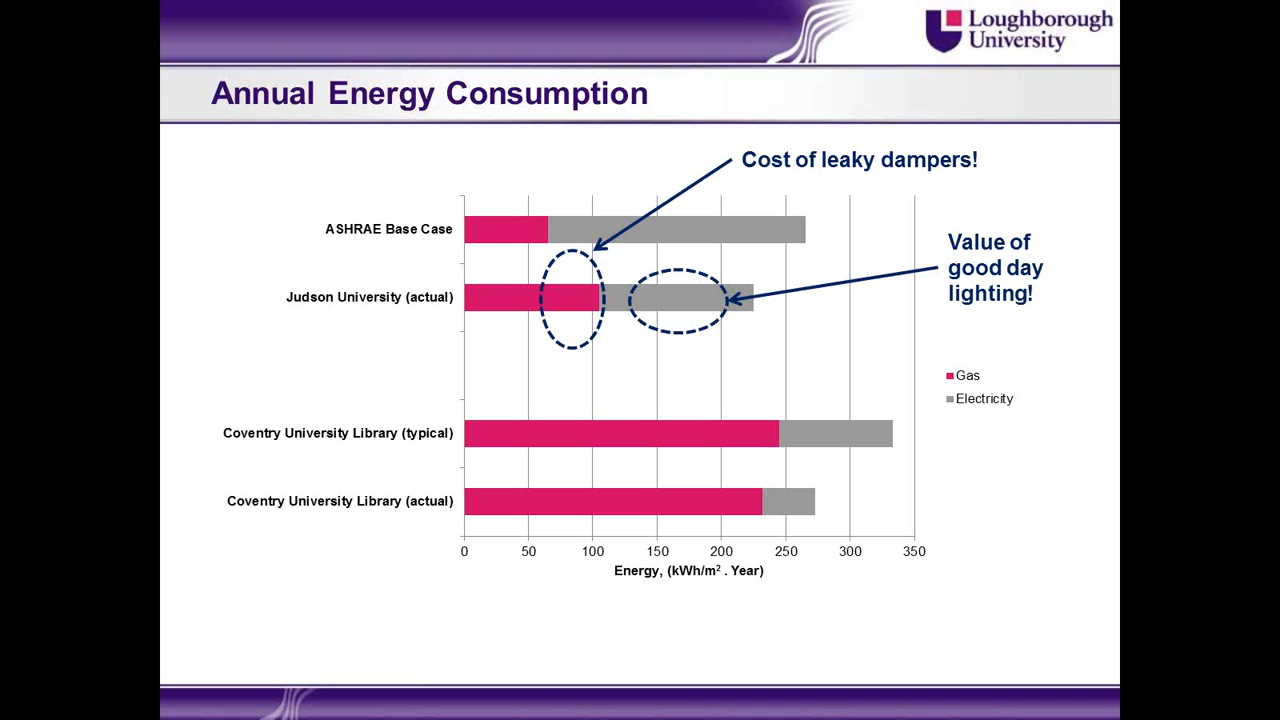 Loughborough
University
Annual Energy Consumption
Cost of leaky dampers!
Value of
good day
lighting!
ASHRAE Base Case
Judson University (actual)
Coventry University Library (typical)
Coventry University Library (actual)
Gas
Electricity
0 50 100 150 200 250 300 350
Energy, (kWh/m² . Year)